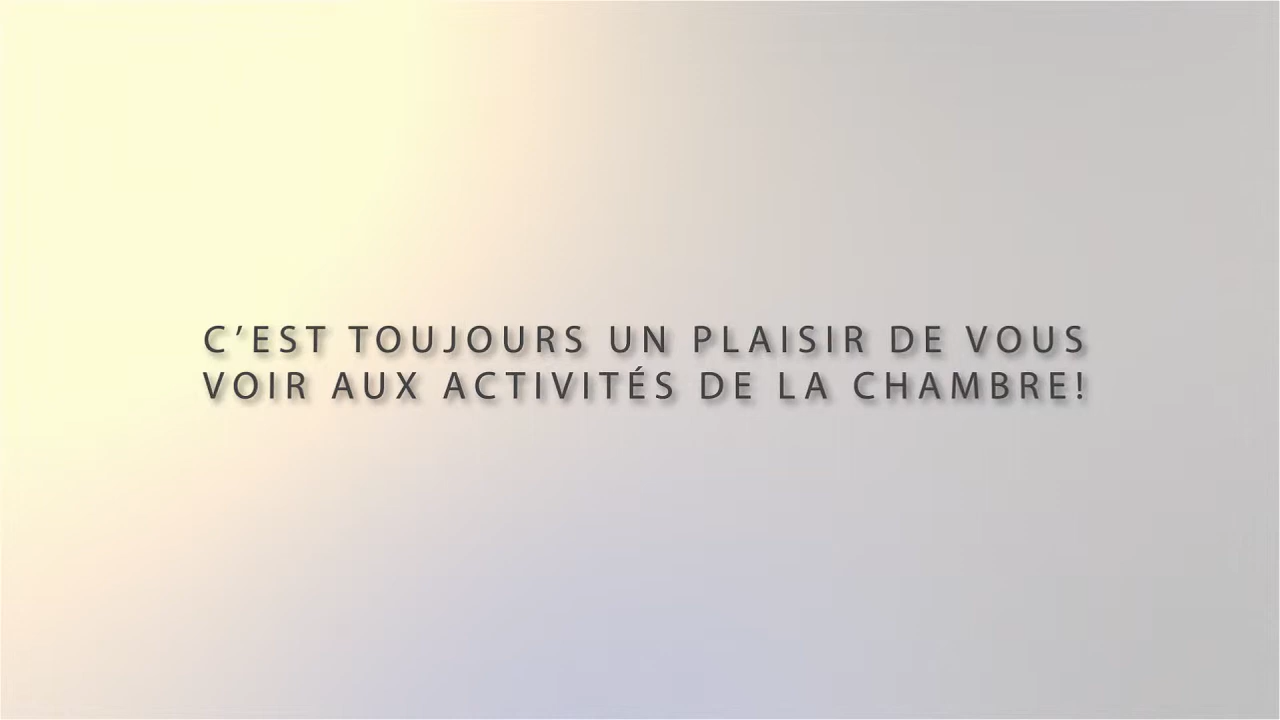 C’EST TOUJOURS UN PLAISIR DE VOUS
VOIR AUX ACTIVITÉS DE LA CHAMBRE!